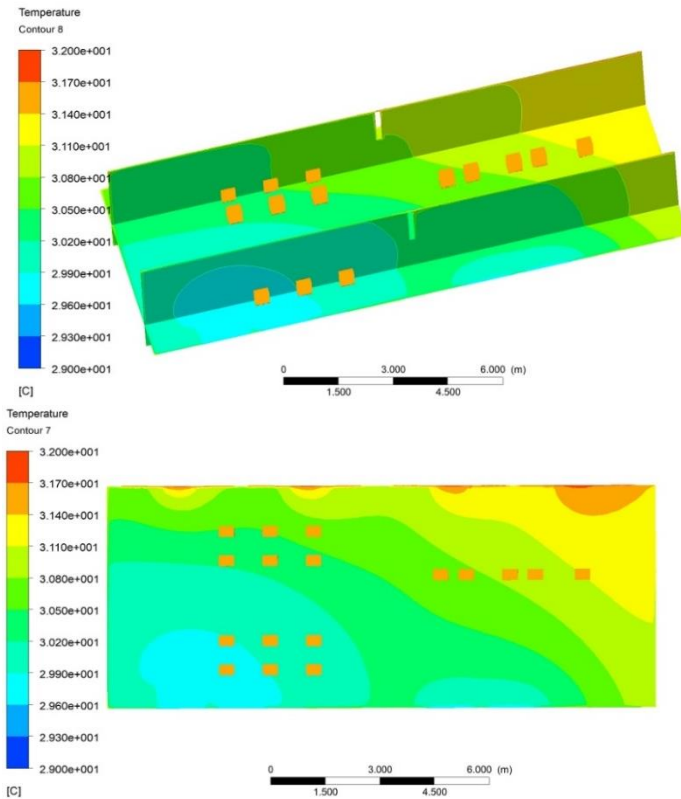 Temperature
Contour 8
3.200e+001
3.170e+001
3.140e+001
3.110e+001
3.080e+001
3.050e+001
3.020e+001
2.990e+001
2.960e+001
2.930e+001
2.900e+001
[C]
0 3.000 6.000 (m)
1.500 4.500
Temperature
Contour 7
3.200e+001
3.170e+001
3.140e+001
3.110e+001
3.080e+001
3.050e+001
3.020e+001
2.990e+001
2.960e+001
2.930e+001
2.900e+001
[C]
0 3.000 6.000 (m)
1.500 4.500